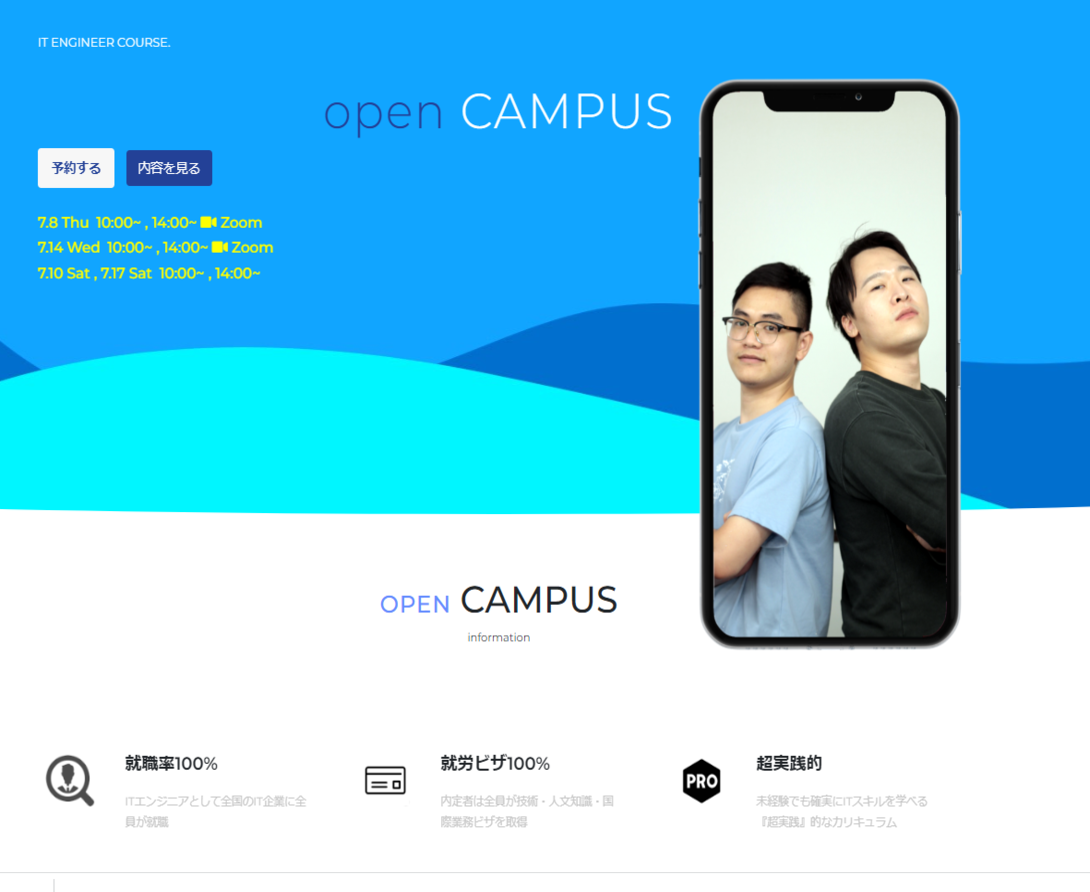 IT ENGINEER COURSE.
open CAMPUS
予約する 内容を見る
7.8 Thu 10:00~ , 14:00~ Zoom
7.14 Wed 10:00~ , 14:00~ Zoom
7.10 Sat , 7.17 Sat 10:00~ , 14:00~
OPEN CAMPUS
information
就職率100%
ITエンジニアとして全国のIT企業に全
員が就職
就労ビザ100%
内定者は全員が技術・人文知識・国
際業務ビザを取得
PRO
超実践的
未経験でも確実にITスキルを学べる
『超実践』的なカリキュラム